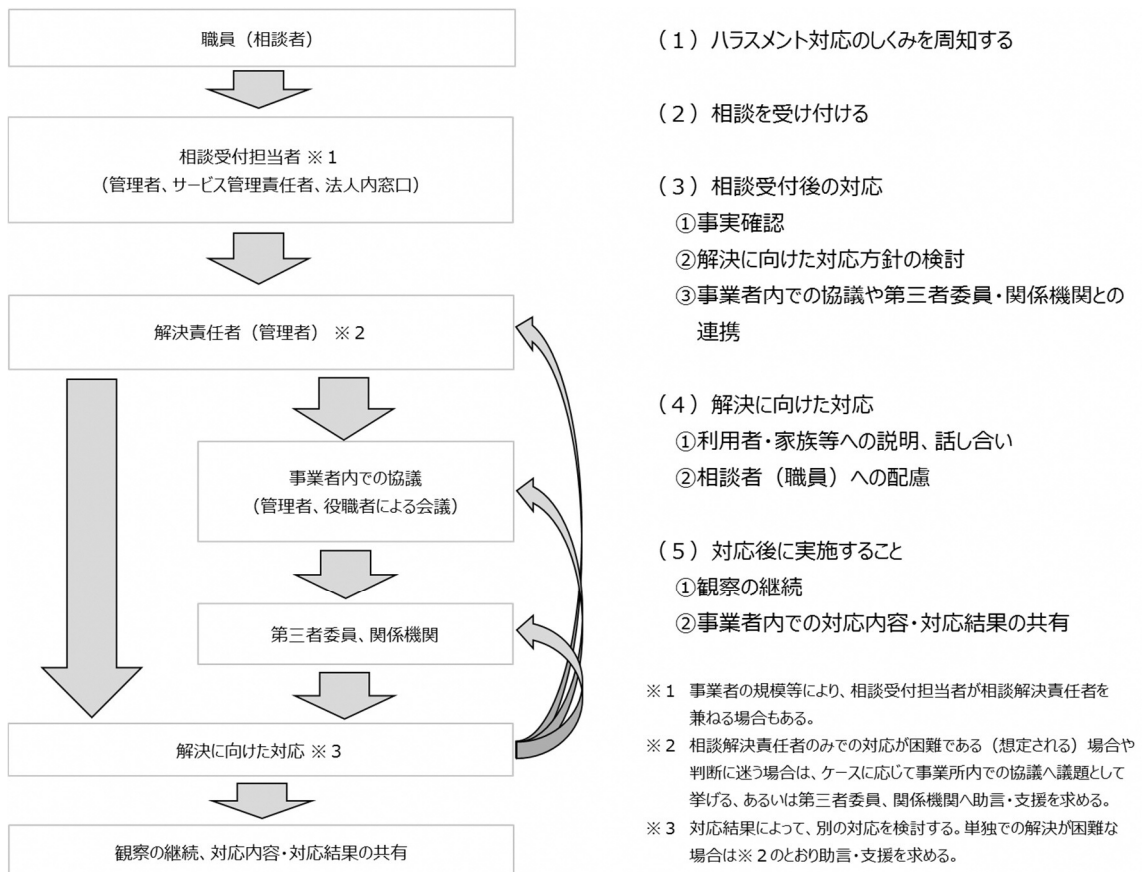 職員（相談者）
相談受付担当者 ※１
（管理者、サービス管理責任者、法人内窓口）
解決責任者（管理者）※２
事業者内での協議
（管理者、役職者による会議）
第三者委員、関係機関
解決に向けた対応 ※３
観察の継続、対応内容・対応結果の共有
（１）ハラスメント対応のしくみを周知する
（２）相談を受け付ける
（３）相談受付後の対応
①事実確認
②解決に向けた対応方針の検討
③事業者内での協議や第三者委員・関係機関との
連携
（４）解決に向けた対応
①利用者・家族等への説明、話し合い
②相談者（職員）への配慮
（５）対応後に実施すること
①観察の継続
②事業者内での対応内容・対応結果の共有
※１　事業者の規模等により、相談受付担当者が相談解決責任者を
兼ねる場合もある。
※２　相談解決責任者のみでの対応が困難である（想定される）場合や
判断に迷う場合は、ケースに応じて事業所内での協議へ議題として
挙げる、あるいは第三者委員、関係機関へ助言・支援を求める。
※３　対応結果によって、別の対応を検討する。単独での解決が困難な
場合は※２のとおり助言・支援を求める。